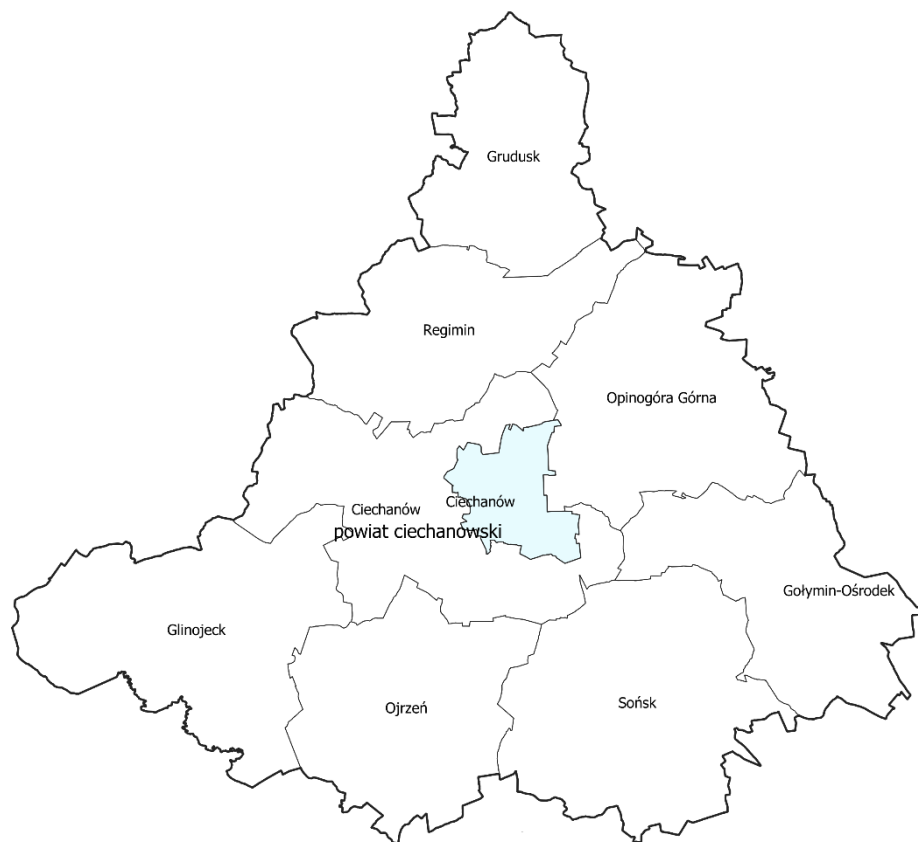 Grudusk
Regimin
Opinogóra Górna
Ciechanów
Ciechanów
powiat ciechanowski
Gołymin-Ośrodek
Glinojeck
Ojrzeń
Sońsk